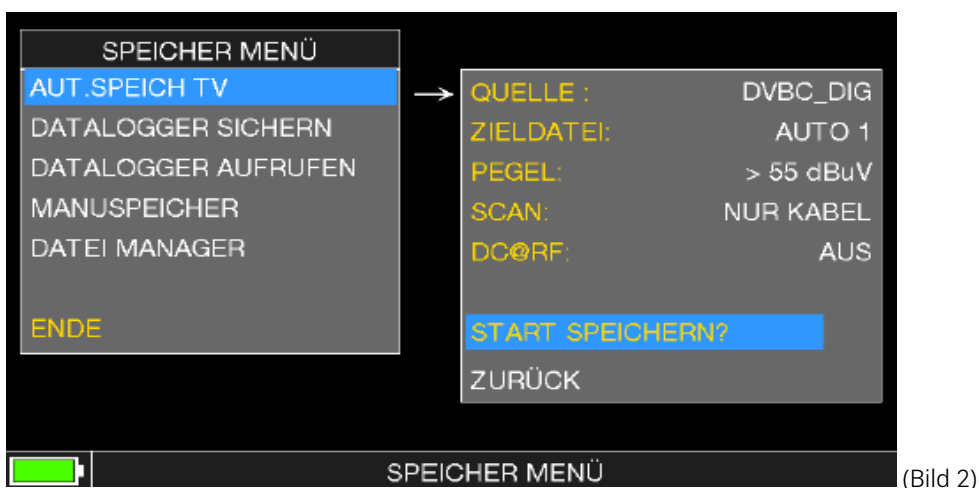 SPEICHER MENÜ
AUT.SPEICH TV
DATALOGGER SICHERN
DATALOGGER AUFRUFEN
MANUSPEICHER
DATEI MANAGER
ENDE
QUELLE : DVBC_DIG
ZIELDATEI: AUTO 1
PEGEL: > 55 dBuV
SCAN: NUR KABEL
DC@RF: AUS
START SPEICHERN?
ZURÜCK
SPEICHER MENÜ
(Bild 2)